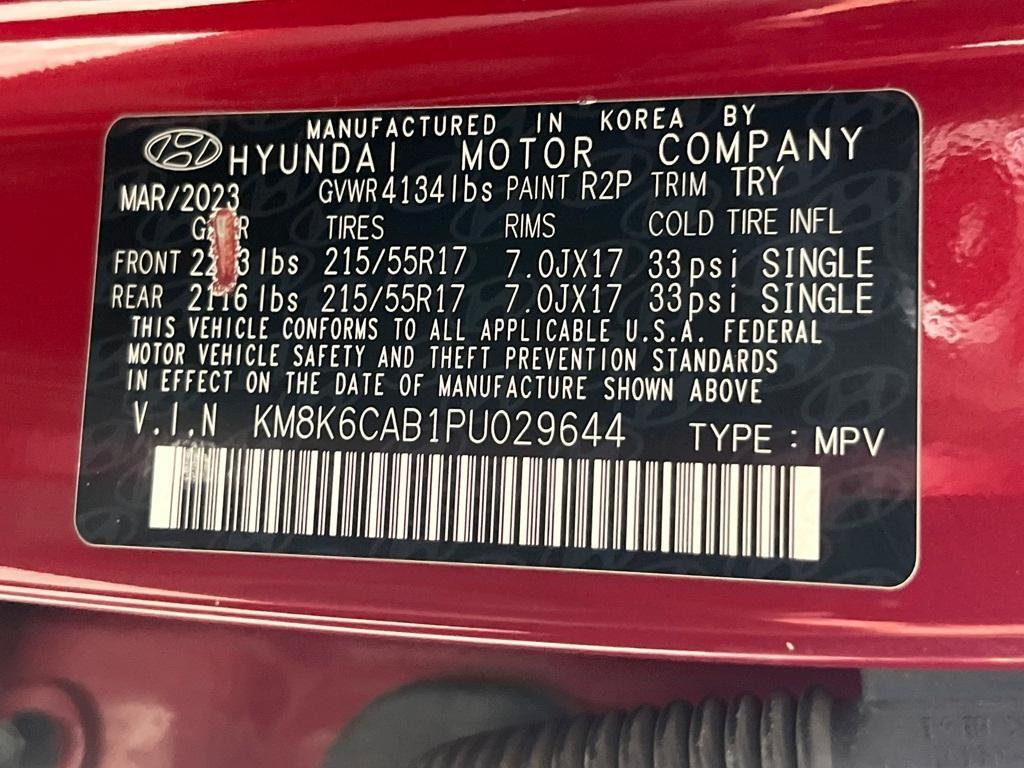 MANUFACTURED IN KOREA BY
HYUNDAI MOTOR COMPANY
MAR/2023 GVWR 4134lbs PAINT R2P TRIM TRY
TIRES RIMS COLD TIRE INFL
FRONT lbs 215/55R17 7.0JX17 33psi SINGLE
REAR 2116 lbs 215/55R17 7.0JX17 33psi SINGLE
THIS VEHICLE CONFORMS TO ALL APPLICABLE U.S.A. FEDERAL
MOTOR VEHICLE SAFETY AND THEFT PREVENTION STANDARDS
IN EFFECT ON THE DATE OF MANUFACTURE SHOWN ABOVE
V.I.N KM8K6CAB1PU029644 TYPE : MPV